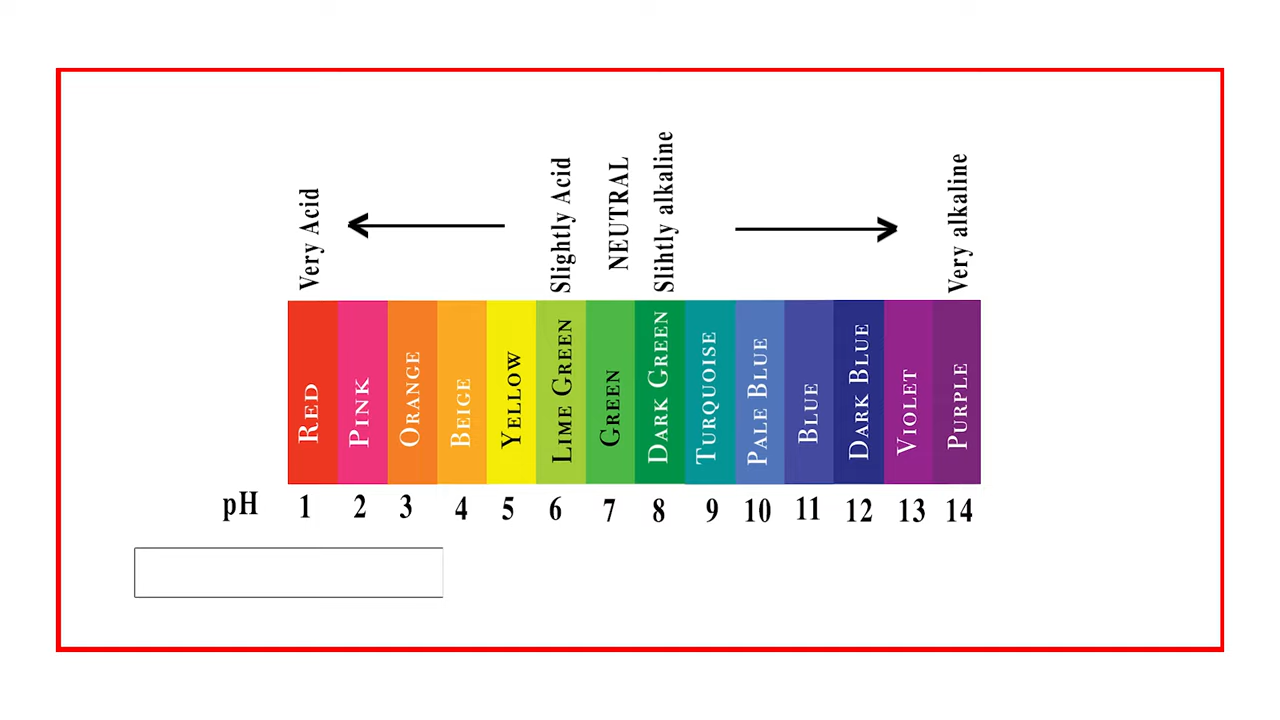 Very Acid
Slightly Acid
NEUTRAL
Slihtly alkaline
Very alkaline
RED
PINK
ORANGE
BEIGE
YELLOW
LIME GREEN
GREEN
DARK GREEN
TURQUOISE
PALE BLUE
BLUE
DARK BLUE
VIOLET
PURPLE
pH 1 2 3 4 5 6 7 8 9 10 11 12 13 14